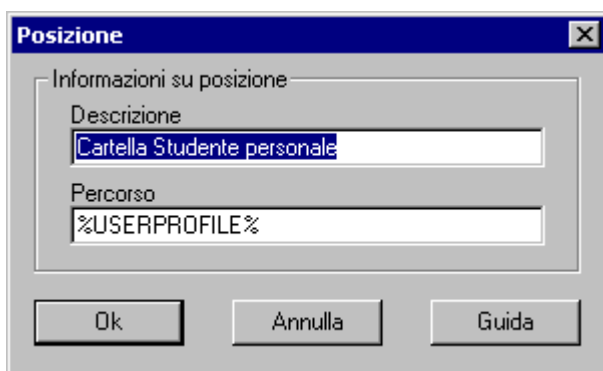 Posizione
Informazioni su posizione
Descrizione
Cartella Studente personale
Percorso
%USERPROFILE%
Ok Annulla Guida